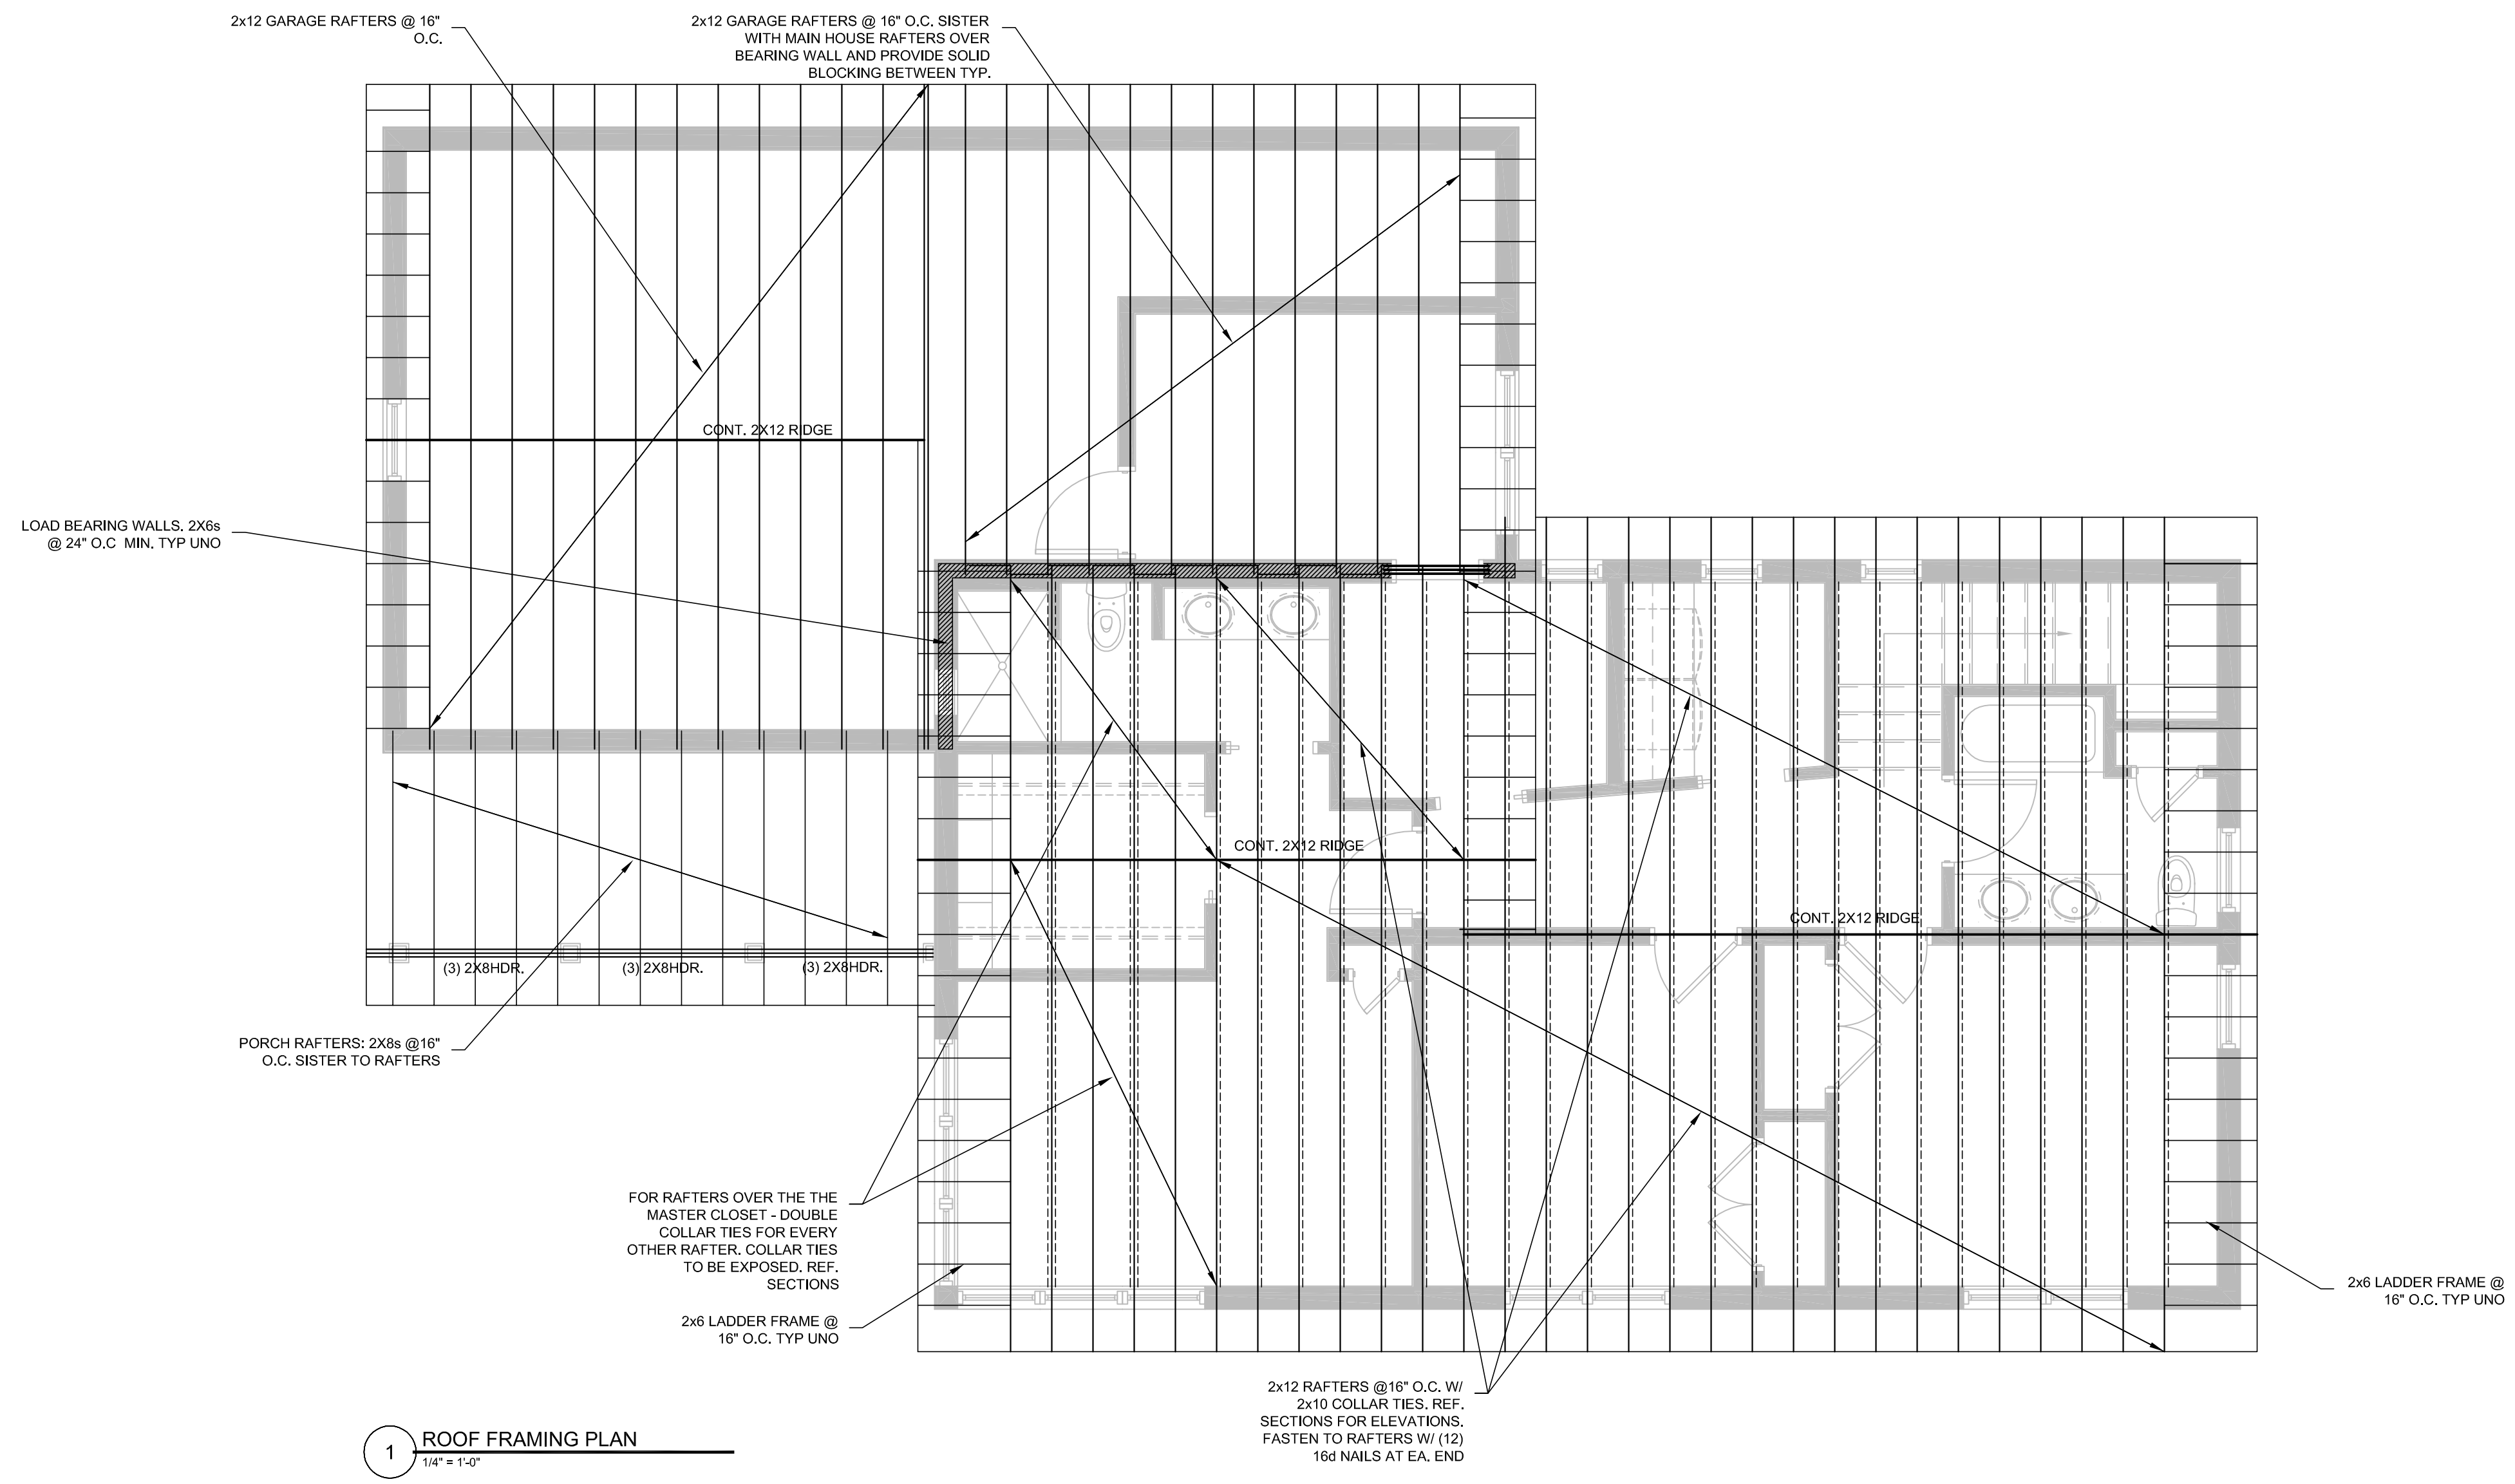 2x12 GARAGE RAFTERS @ 16"
O.C.
2x12 GARAGE RAFTERS @ 16" O.C. SISTER
WITH MAIN HOUSE RAFTERS OVER
BEARING WALL AND PROVIDE SOLID
BLOCKING BETWEEN TYP.
CONT. 2X12 RIDGE
LOAD BEARING WALLS. 2X6s
@ 24" O.C  MIN. TYP UNO
CONT. 2X12 RIDGE
CONT. 2X12 RIDGE
(3) 2X8HDR.
(3) 2X8HDR.
(3) 2X8HDR.
PORCH RAFTERS: 2X8s @16"
O.C. SISTER TO RAFTERS
FOR RAFTERS OVER THE THE
MASTER CLOSET - DOUBLE
COLLAR TIES FOR EVERY
OTHER RAFTER. COLLAR TIES
TO BE EXPOSED. REF.
SECTIONS
2x6 LADDER FRAME @
16" O.C. TYP UNO
2x6 LADDER FRAME @
16" O.C. TYP UNO
2x12 RAFTERS @16" O.C. W/
2x10 COLLAR TIES. REF.
SECTIONS FOR ELEVATIONS.
FASTEN TO RAFTERS W/ (12)
16d NAILS AT EA. END
1
ROOF FRAMING PLAN
1/4" = 1'-0"